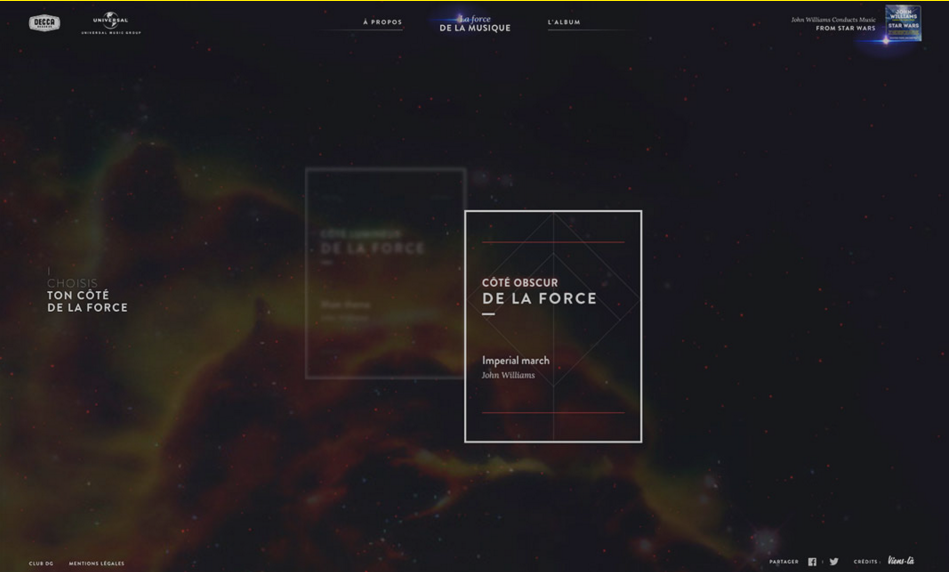 DECCA
UNIVERSAL
UNIVERSAL MUSIC GROUP
À PROPOS
La force
DE LA MUSIQUE
L'ALBUM
John Williams Conducts Music
FROM STAR WARS
JOHN
WILLIAMS
STAR WARS
CÔTÉ LUMINEUX
DE LA FORCE
CHOISIS
TON CÔTÉ
DE LA FORCE
CÔTÉ OBSCUR
DE LA FORCE
Imperial march
John Williams
CLUB DG
MENTIONS LÉGALES
PARTAGER
CRÉDITS :
Viens-là